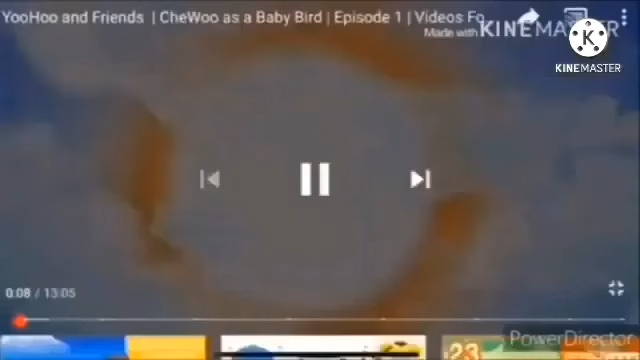 YooHoo and Friends | CheWoo as a Baby Bird | Episode 1 | Videos Fo
Made with KINEMASTER
K
KINEMASTER
0:08 / 13:05
PowerDirector
123